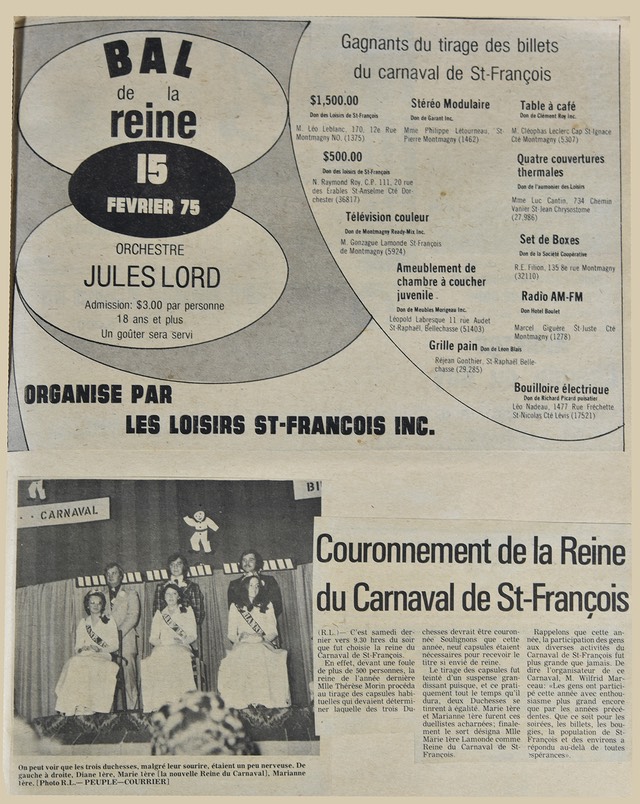 BAL
de la
reine
15
FEVRIER 75
ORCHESTRE
JULES LORD
Admission: $3.00 par personne
18 ans et plus
Un goûter sera servi
ORGANISE PAR
LES LOISIRS ST-FRANCOIS INC.
Gagnants du tirage des billets
du carnaval de St-François
$1,500.00
Don des Loisirs de St-François
M. Léo Leblanc, 170, 12e Rue
Montmagny NO. (1375)
$500.00
Don des loisirs de St-François
N. Raymond Roy, C.P. 111, 20 rue
des Erables St-Anselme Cté Dor-
chester (36817)
Télévision couleur
Don de Montmagny Ready-Mix Inc.
M. Gonzague Lamonde St-François
de Montmagny (5924)
Stéréo Modulaire
Don de Garant Inc.
Mme Philippe Létourneau, St-
Pierre Montmagny (1462)
Ameublement de
chambre à coucher
juvenile
Don de Meubles Morigeau Inc.
Léopold Labresque 11 rue Audet
St-Raphaël, Bellechasse (51403)
Grille pain Don de Léon Blais
Réjean Gonthier, St-Raphaël Belle-
chasse (29,285)
Table à café
Don de Clément Roy Inc.
M. Cléophas Leclerc Cap St-Ignace
Cté Montmagny (5307)
Quatre couvertures
thermales
Don de l'aumonier des Loisirs
Mme Luc Cantin, 734 Chemin
Vanier St-Jean Chrysostome
(27,986)
Set de Boxes
Don de la Société Coopérative
R.E. Filion, 135 8e rue Montmagny
(32110)
Radio AM-FM
Don Hotel Boulet
Marcel Giguère St-Juste Cté
Montmagny (1278)
Bouilloire électrique
Don de Richard Picard puisatier
Léo Nadeau, 1477 Rue Fréchette
St-Nicolas Cté Lévis (17521)
CARNAVAL
BI
On peut voir que les trois duchesses, malgré leur sourire, étaient un peu nerveuse. De
gauche à droite, Diane 1ère, Marie 1ère [la nouvelle Reine du Carnaval], Marianne
1ère. [Photo R.L.— PEUPLE—COURRIER]
Couronnement de la Reine
du Carnaval de St-François
(R.L.)— C'est samedi der-
nier vers 9.30 hres du soir
que fut choisie la reine du
Carnaval de St-François.
En effet, devant une foule
de plus de 500 personnes, la
reine de l'année dernière
Mlle Thérèse Morin procéda
au tirage des capsules habi-
tuelles qui devaient détermi-
ner laquelle des trois Du-
chesses devrait être couron-
née Soulignons que cette
année, neuf capsules étaient
nécessaires pour recevoir le
titre si envié de reine.
Le tirage des capsules fut
teinté d'un suspense gran-
dissant puisque, et ce prati-
quement tout le temps qu'il
dura, deux Duchesses se
tinrent à égalité. Marie 1ère
et Marianne 1ère furent ces
duellistes acharnées; finale-
ment le sort désigna Mlle
Marie 1ère Lamonde comme
Reine du Carnaval de St-
François.
Rappelons que cette an-
née, la participation des gens
aux diverses activités du
Carnaval de St-François fut
plus grande que jamais. De
dire l'organisateur de ce
Carnaval, M. Wilfrid Mar-
ceau: «Les gens ont partici-
pé cette année avec enthou-
siasme plus grand encore
que par les années précé-
dentes. Que ce soit pour les
soirées, les billets, les bou-
gies, la population de St-
François et des environs a
répondu au-delà de toutes
espérances».